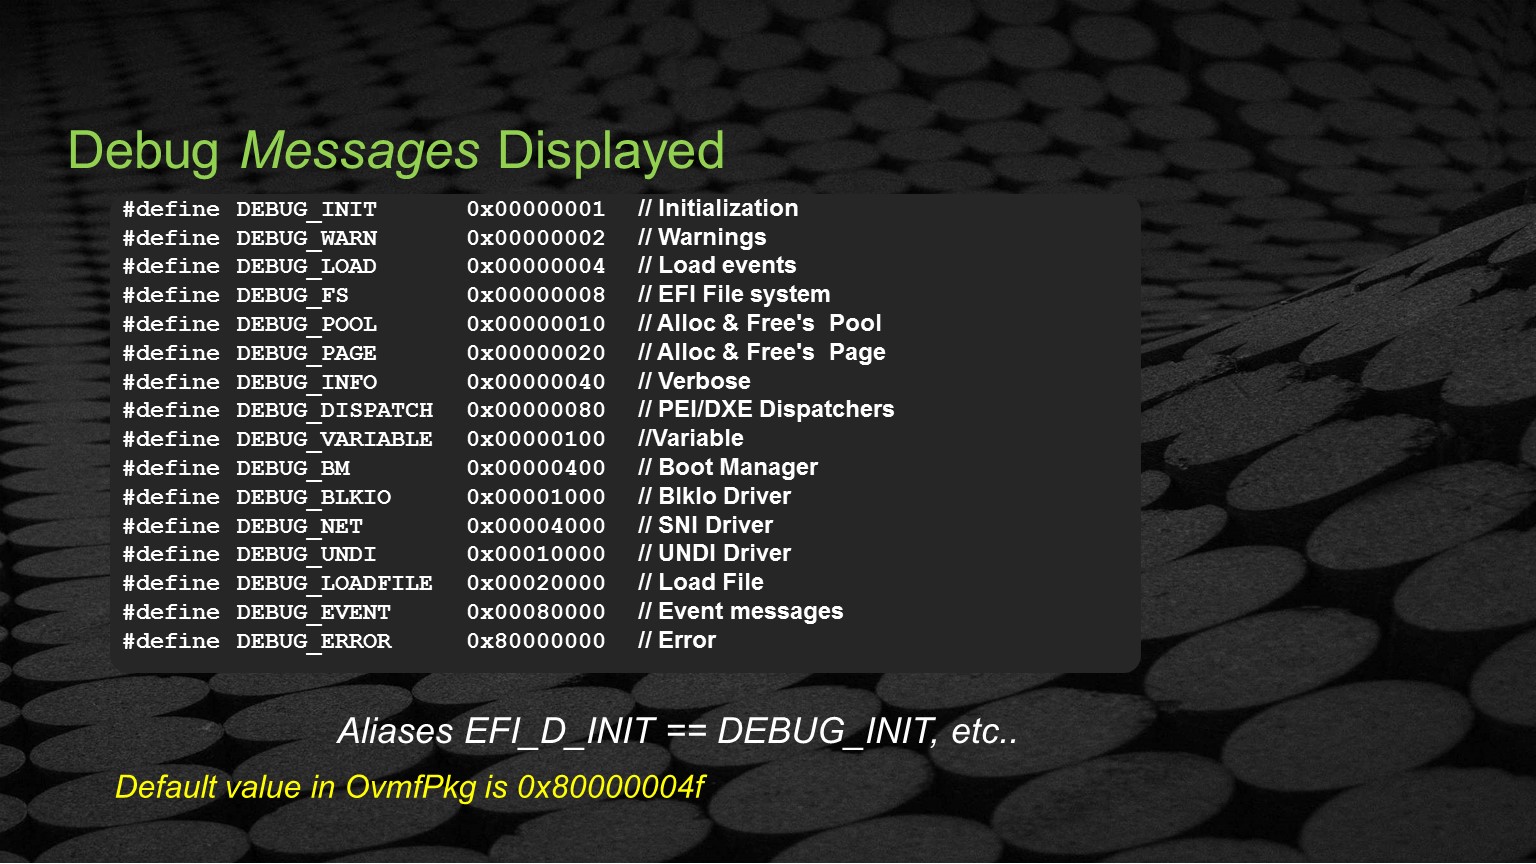 Debug Messages Displayed
#define DEBUG_INIT 0x00000001 // Initialization
#define DEBUG_WARN 0x00000002 // Warnings
#define DEBUG_LOAD 0x00000004 // Load events
#define DEBUG_FS 0x00000008 // EFI File system
#define DEBUG_POOL 0x00000010 // Alloc & Free's  Pool
#define DEBUG_PAGE 0x00000020 // Alloc & Free's  Page
#define DEBUG_INFO 0x00000040 // Verbose
#define DEBUG_DISPATCH 0x00000080 // PEI/DXE Dispatchers
#define DEBUG_VARIABLE 0x00000100 //Variable
#define DEBUG_BM 0x00000400 // Boot Manager
#define DEBUG_BLKIO 0x00001000 // BlkIo Driver
#define DEBUG_NET 0x00004000 // SNI Driver
#define DEBUG_UNDI 0x00010000 // UNDI Driver
#define DEBUG_LOADFILE 0x00020000 // Load File
#define DEBUG_EVENT 0x00080000 // Event messages
#define DEBUG_ERROR 0x80000000 // Error
Aliases EFI_D_INIT == DEBUG_INIT, etc..
Default value in OvmfPkg is 0x80000004f